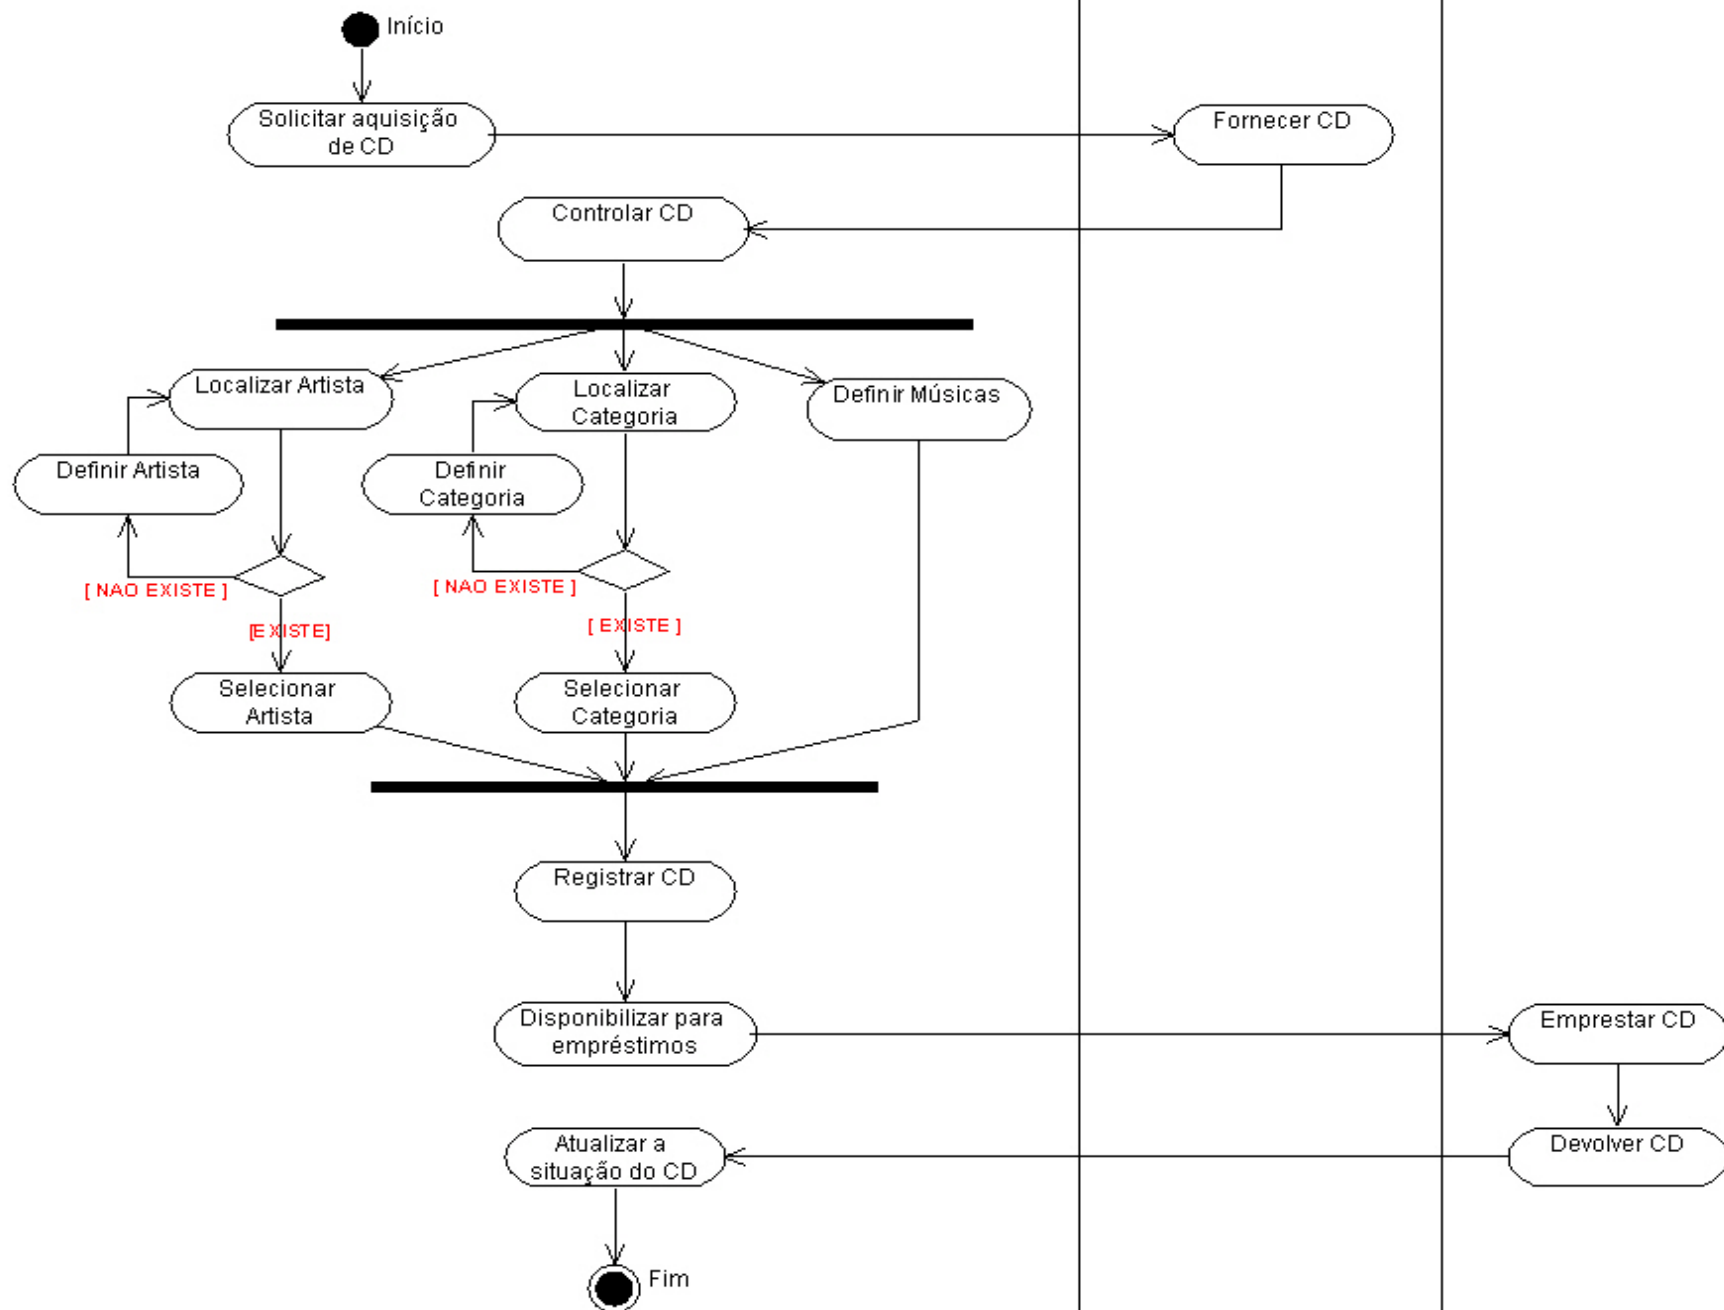 Início
Solicitar aquisição
de CD
Fornecer CD
Controlar CD
Localizar Artista
Localizar
Categoria
Definir Músicas
Definir Artista
Definir
Categoria
[ NAO EXISTE ]
[ NAO EXISTE ]
[EXISTE]
[ EXISTE ]
Selecionar
Artista
Selecionar
Categoria
Registrar CD
Disponibilizar para
empréstimos
Emprestar CD
Atualizar a
situação do CD
Devolver CD
Fim